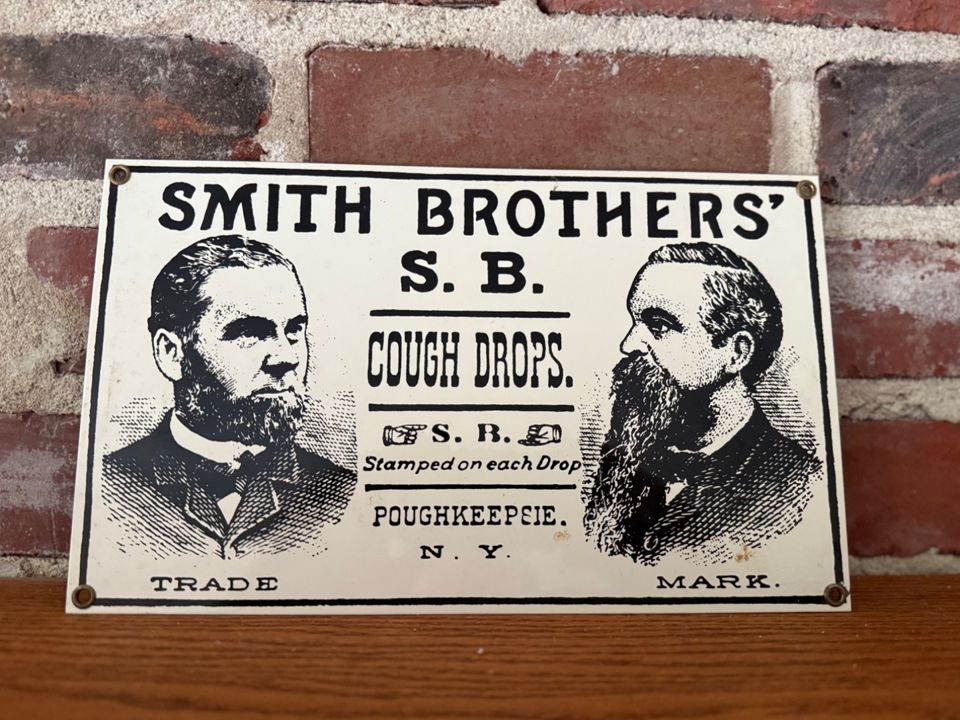 SMITH BROTHERS'
S. B.
COUGH DROPS.
S. B.
Stamped on each Drop
POUGHKEEPSIE.
N. Y.
TRADE MARK.